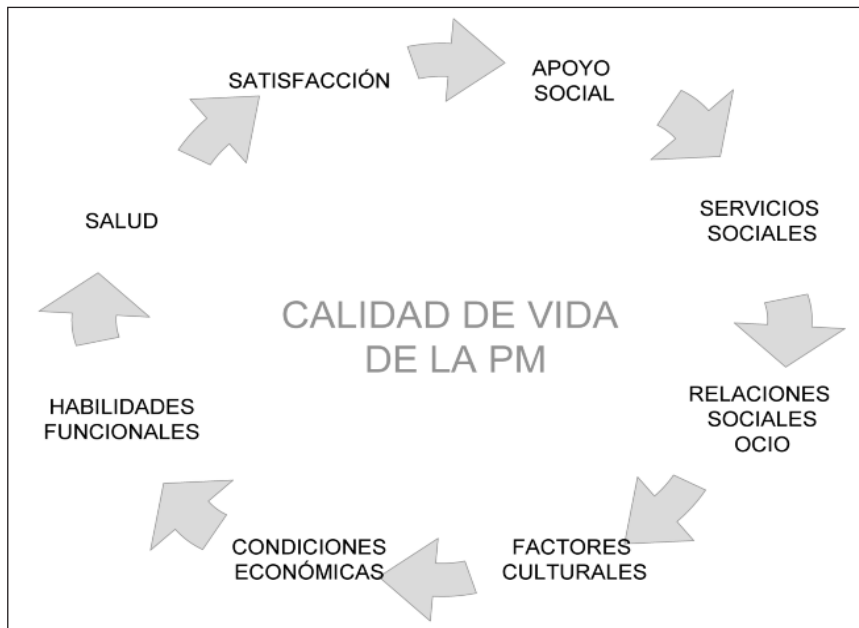 SATISFACCIÓN
APOYO
SOCIAL
SERVICIOS
SOCIALES
RELACIONES
SOCIALES
OCIO
FACTORES
CULTURALES
CONDICIONES
ECONÓMICAS
HABILIDADES
FUNCIONALES
SALUD
CALIDAD DE VIDA
DE LA PM